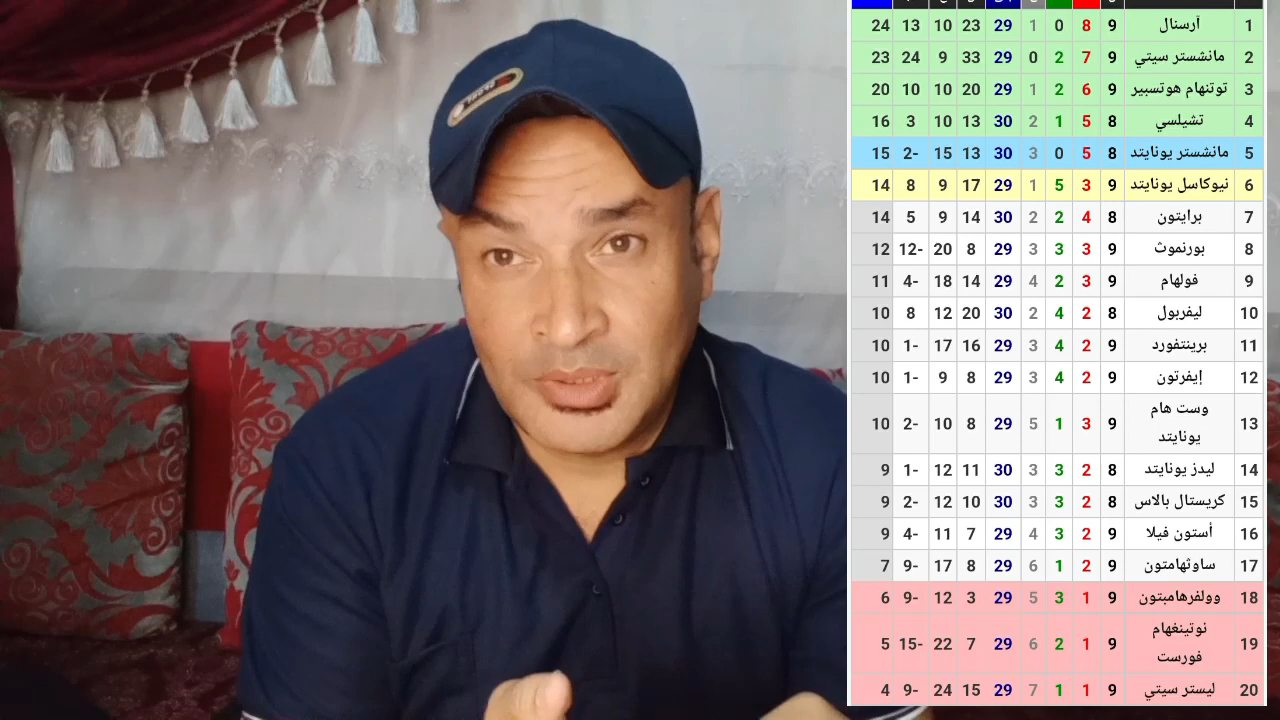 1 آرسنال 9 8 0 1 29 23 10 13 24
2 مانشستر سيتي 9 7 2 0 29 33 9 24 23
3 توتنهام هوتسبير 9 6 2 1 29 20 10 10 20
4 تشيلسي 8 5 1 2 30 13 10 3 16
5 مانشستر يونايتد 8 5 0 3 30 13 15 -2 15
6 نيوكاسل يونايتد 9 3 5 1 29 17 9 8 14
7 برايتون 8 4 2 2 30 14 9 5 14
8 بورنموث 9 3 3 3 29 8 20 -12 12
9 فولهام 9 3 2 4 29 14 18 -4 11
10 ليفربول 8 2 4 2 30 20 12 8 10
11 برينتفورد 9 2 4 3 29 16 17 -1 10
12 إيفرتون 9 2 4 3 29 8 9 -1 10
13 وست هام يونايتد 9 3 1 5 29 8 10 -2 10
14 ليدز يونايتد 8 2 3 3 30 11 12 -1 9
15 كريستال بالاس 8 2 3 3 30 10 12 -2 9
16 أستون فيلا 9 2 3 4 29 7 11 -4 9
17 ساوثهامتون 9 2 1 6 29 8 17 -9 7
18 وولفرهامبتون 9 1 3 5 29 3 12 -9 6
19 نوتينغهام فورست 9 1 2 6 29 7 22 -15 5
20 ليستر سيتي 9 1 1 7 29 15 24 -9 4